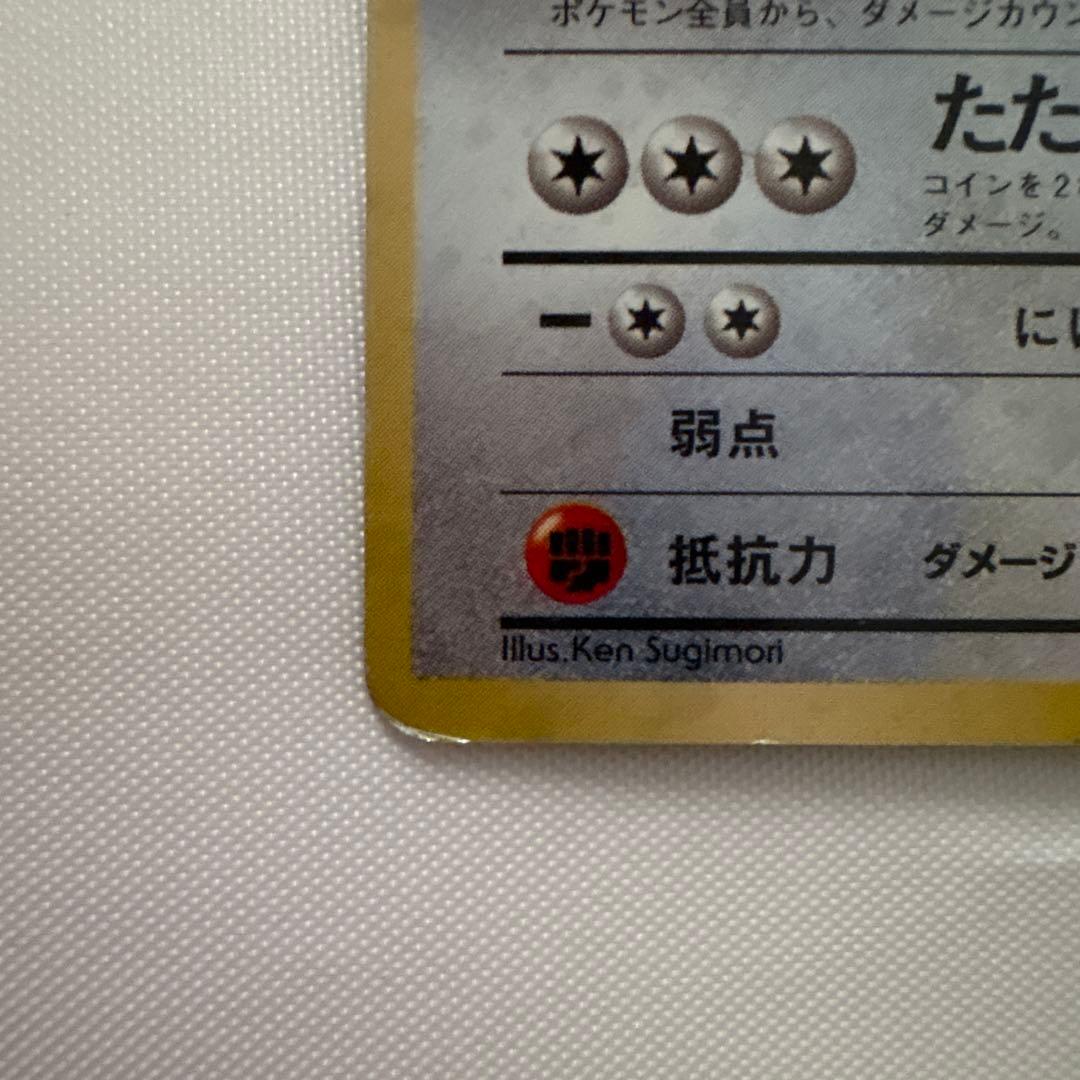 ポケモン全員から、ダメージカウン
たた
コインを2
ダメージ。
ー に
弱点
抵抗力 ダメージ
Illus.Ken Sugimori